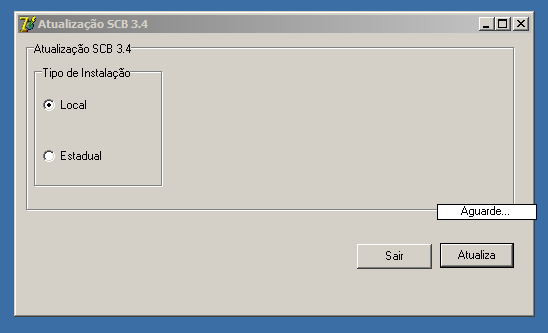 Atualização SCB 3.4
Atualização SCB 3.4
Tipo de Instalação
Local
Estadual
Aguarde...
Sair
Atualiza